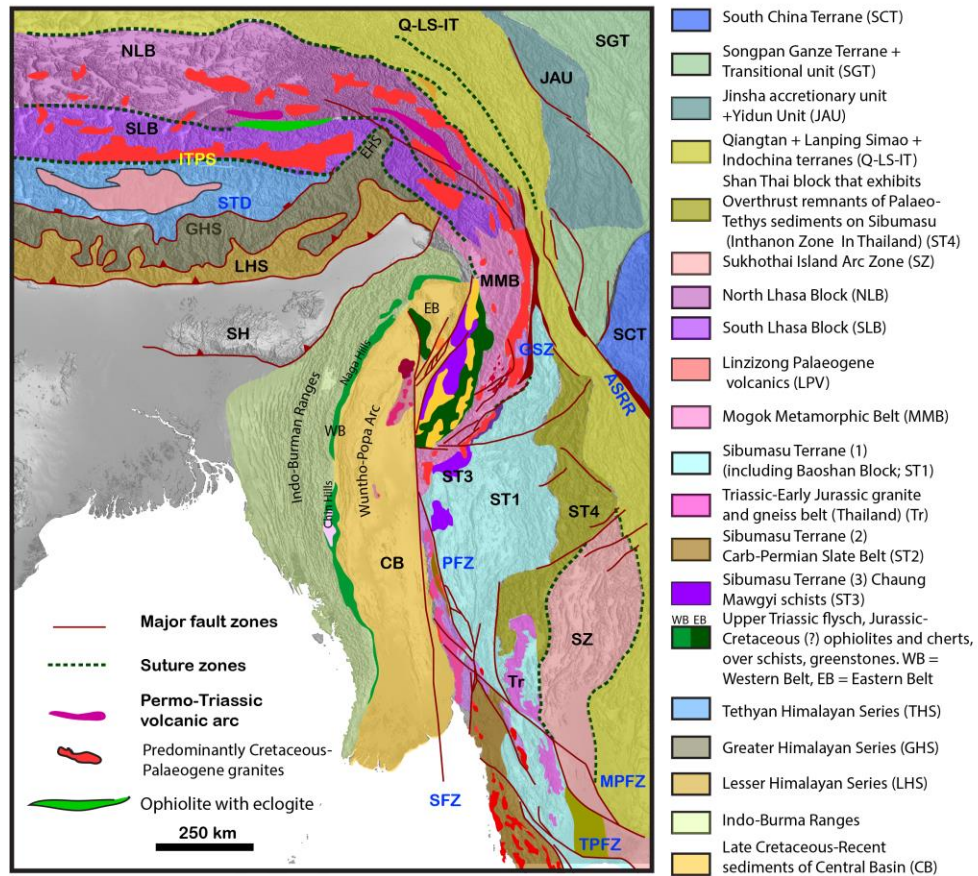 Q-LS-IT
NLB
SGT
JAU
SLB
EHS
ITPS
STD
GHS
LHS
MMB
EB
SH
SCT
GSZ
Naga Hills
ASRR
Indo-Burman Ranges
WB
Wuntho-Popa Arc
ST3
ST1
ST4
Chin Hills
CB
PFZ
SZ
Tr
MPFZ
SFZ
TPFZ
Major fault zones
Suture zones
Permo-Triassic
volcanic arc
Predominantly Cretaceous-
Palaeogene granites
Ophiolite with eclogite
250 km
South China Terrane (SCT)
Songpan Ganze Terrane +
Transitional unit (SGT)
Jinsha accretionary unit
+Yidun Unit (JAU)
Qiangtan + Lanping Simao +
Indochina terranes (Q-LS-IT)
Shan Thai block that exhibits
Overthrust remnants of Palaeo-
Tethys sediments on Sibumasu
(Inthanon Zone In Thailand) (ST4)
Sukhothai Island Arc Zone (SZ)
North Lhasa Block (NLB)
South Lhasa Block (SLB)
Linzizong Palaeogene
volcanics (LPV)
Mogok Metamorphic Belt (MMB)
Sibumasu Terrane (1)
(including Baoshan Block; ST1)
Triassic-Early Jurassic granite
and gneiss belt (Thailand) (Tr)
Sibumasu Terrane (2)
Carb-Permian Slate Belt (ST2)
Sibumasu Terrane (3) Chaung
Mawgyi schists (ST3)
WB EB Upper Triassic flysch, Jurassic-
Cretaceous (?) ophiolites and cherts,
over schists, greenstones. WB =
Western Belt, EB = Eastern Belt
Tethyan Himalayan Series (THS)
Greater Himalayan Series (GHS)
Lesser Himalayan Series (LHS)
Indo-Burma Ranges
Late Cretaceous-Recent
sediments of Central Basin (CB)